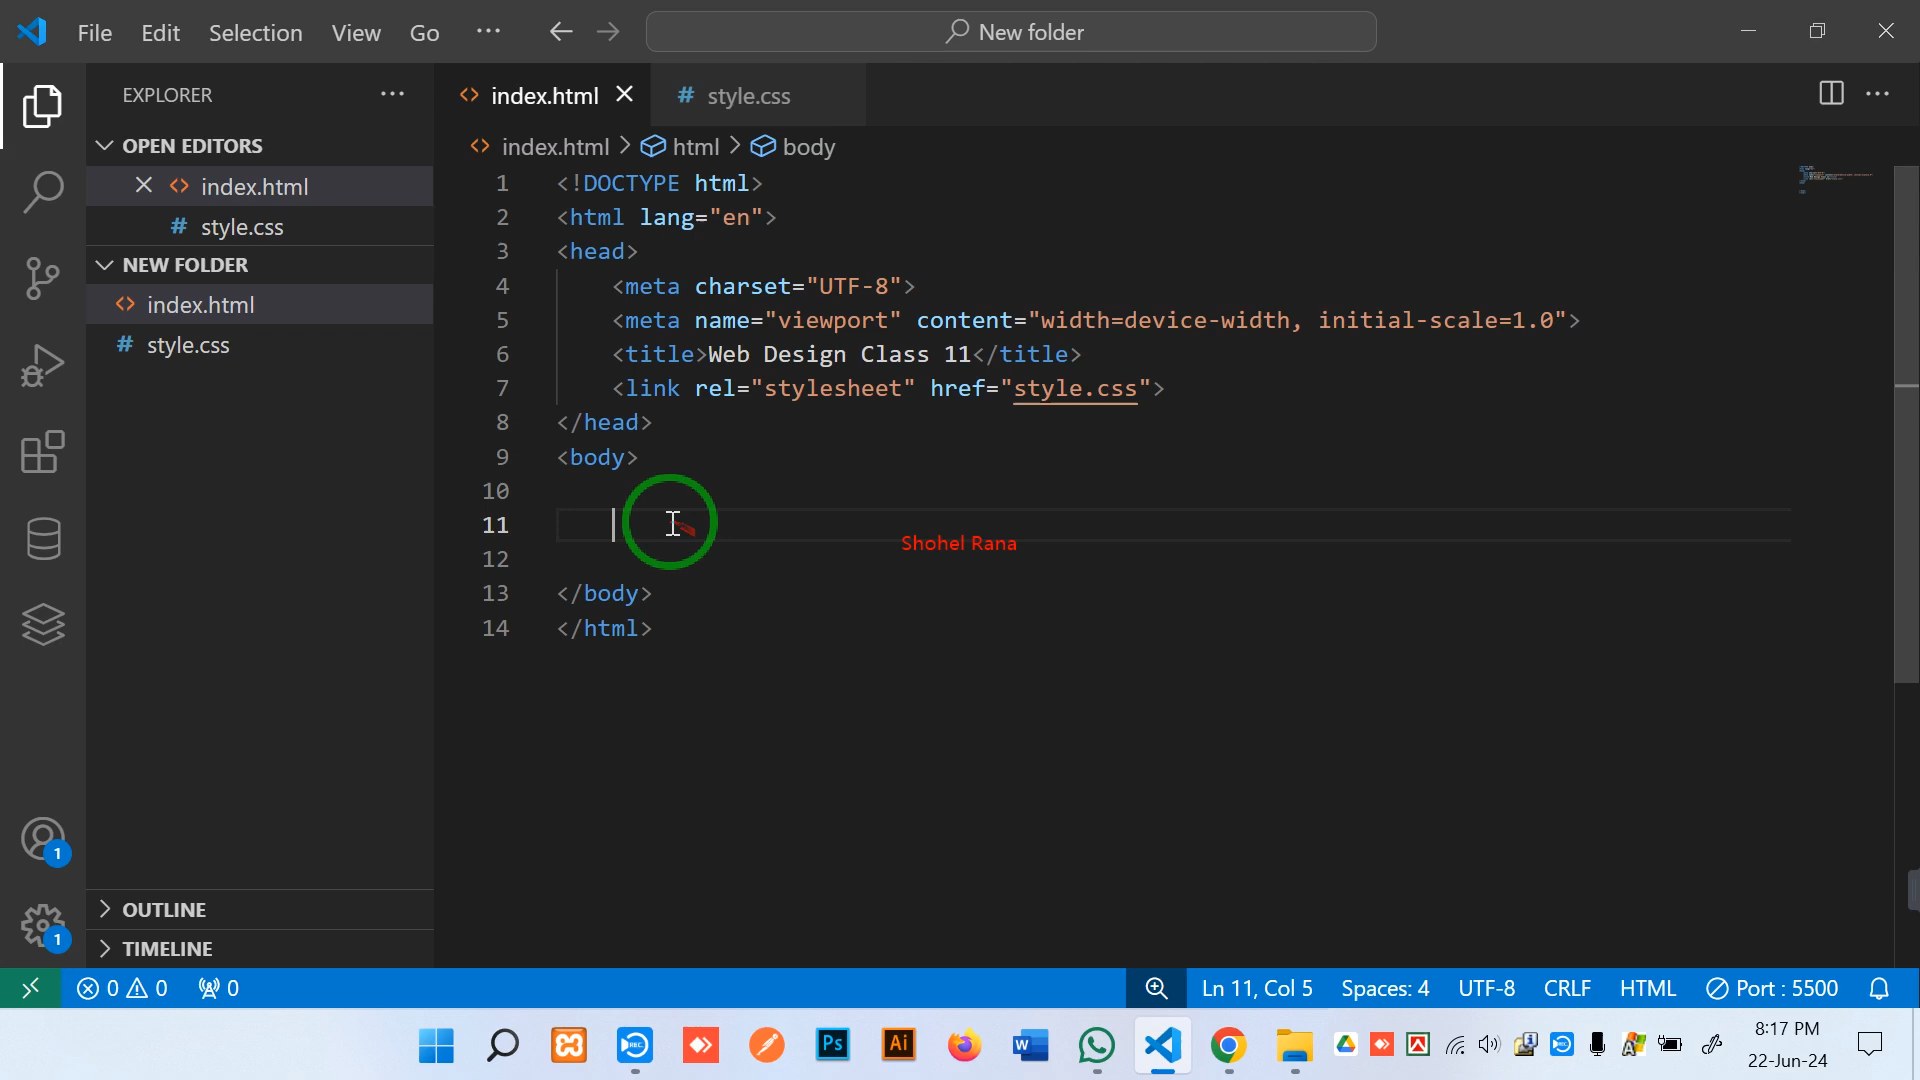 File Edit Selection View Go ··· New folder
EXPLORER ···
index.html
# style.css
OPEN EDITORS
index.html
# style.css
NEW FOLDER
index.html
# style.css
index.html > html > body
1 <!DOCTYPE html>
2 <html lang="en">
3 <head>
4 <meta charset="UTF-8">
5 <meta name="viewport" content="width=device-width, initial-scale=1.0">
6 <title>Web Design Class 11</title>
7 <link rel="stylesheet" href="style.css">
8 </head>
9 <body>
10
11
Shohel Rana
12
13 </body>
14 </html>
1
1
OUTLINE
TIMELINE
0 0 0 Ln 11, Col 5 Spaces: 4 UTF-8 CRLF HTML Port : 5500
REC Ps Ai W
8:17 PM
22-Jun-24